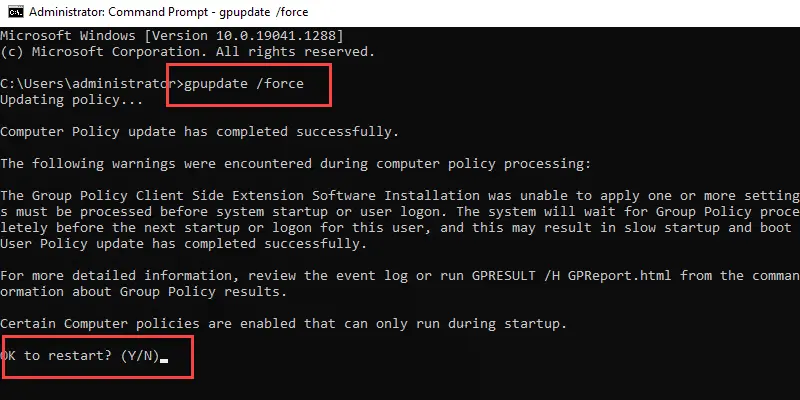 Administrator: Command Prompt - gpupdate /force
Microsoft Windows [Version 10.0.19041.1288]
(c) Microsoft Corporation. All rights reserved.
C:\Users\administrator>gpupdate /force
Updating policy...
Computer Policy update has completed successfully.
The following warnings were encountered during computer policy processing:
The Group Policy Client Side Extension Software Installation was unable to apply one or more setting
s must be processed before system startup or user logon. The system will wait for Group Policy proce
letely before the next startup or logon for this user, and this may result in slow startup and boot
User Policy update has completed successfully.
For more detailed information, review the event log or run GPRESULT /H GPReport.html from the comman
ormation about Group Policy results.
Certain Computer policies are enabled that can only run during startup.
OK to restart? (Y/N)